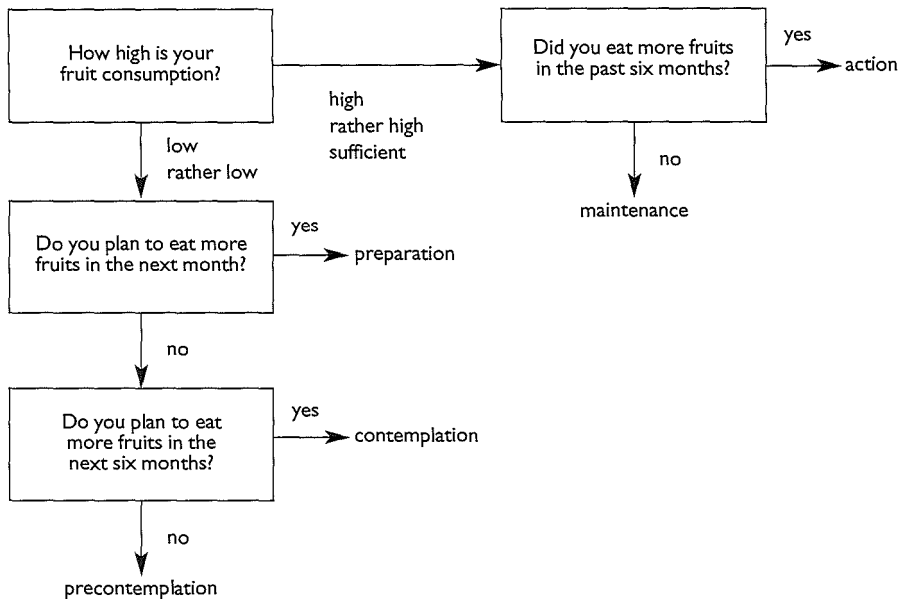 How high is your
fruit consumption?
Did you eat more fruits
in the past six months?
yes
action
high
rather high
sufficient
low
rather low
no
maintenance
Do you plan to eat more
fruits in the next month?
yes
preparation
no
Do you plan to eat
more fruits in the
next six months?
yes
contemplation
no
precontemplation